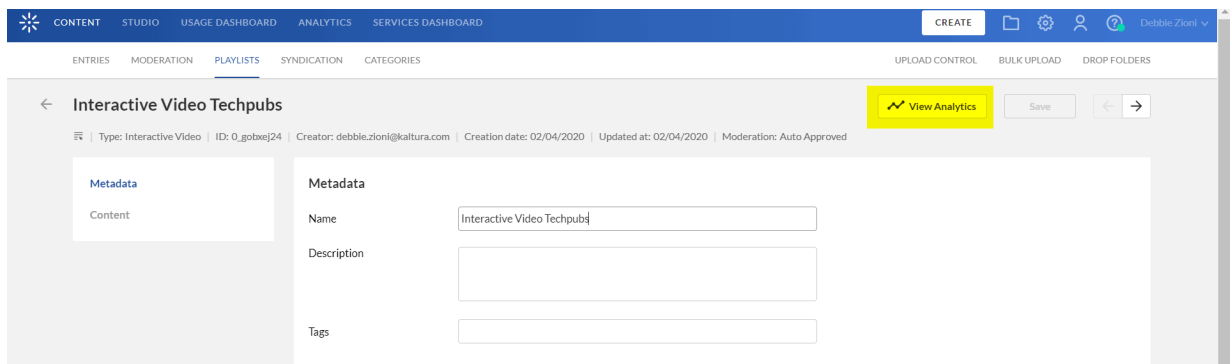 CONTENT STUDIO USAGE DASHBOARD ANALYTICS SERVICES DASHBOARD CREATE Debbie Zioni
ENTRIES MODERATION PLAYLISTS SYNDICATION CATEGORIES UPLOAD CONTROL BULK UPLOAD DROP FOLDERS
Interactive Video Techpubs View Analytics Save
Type: Interactive Video | ID: 0_gobxej24 | Creator: debbie.zioni@kaltura.com | Creation date: 02/04/2020 | Updated at: 02/04/2020 | Moderation: Auto Approved
Metadata
Content
Metadata
Name Interactive Video Techpubs
Description
Tags